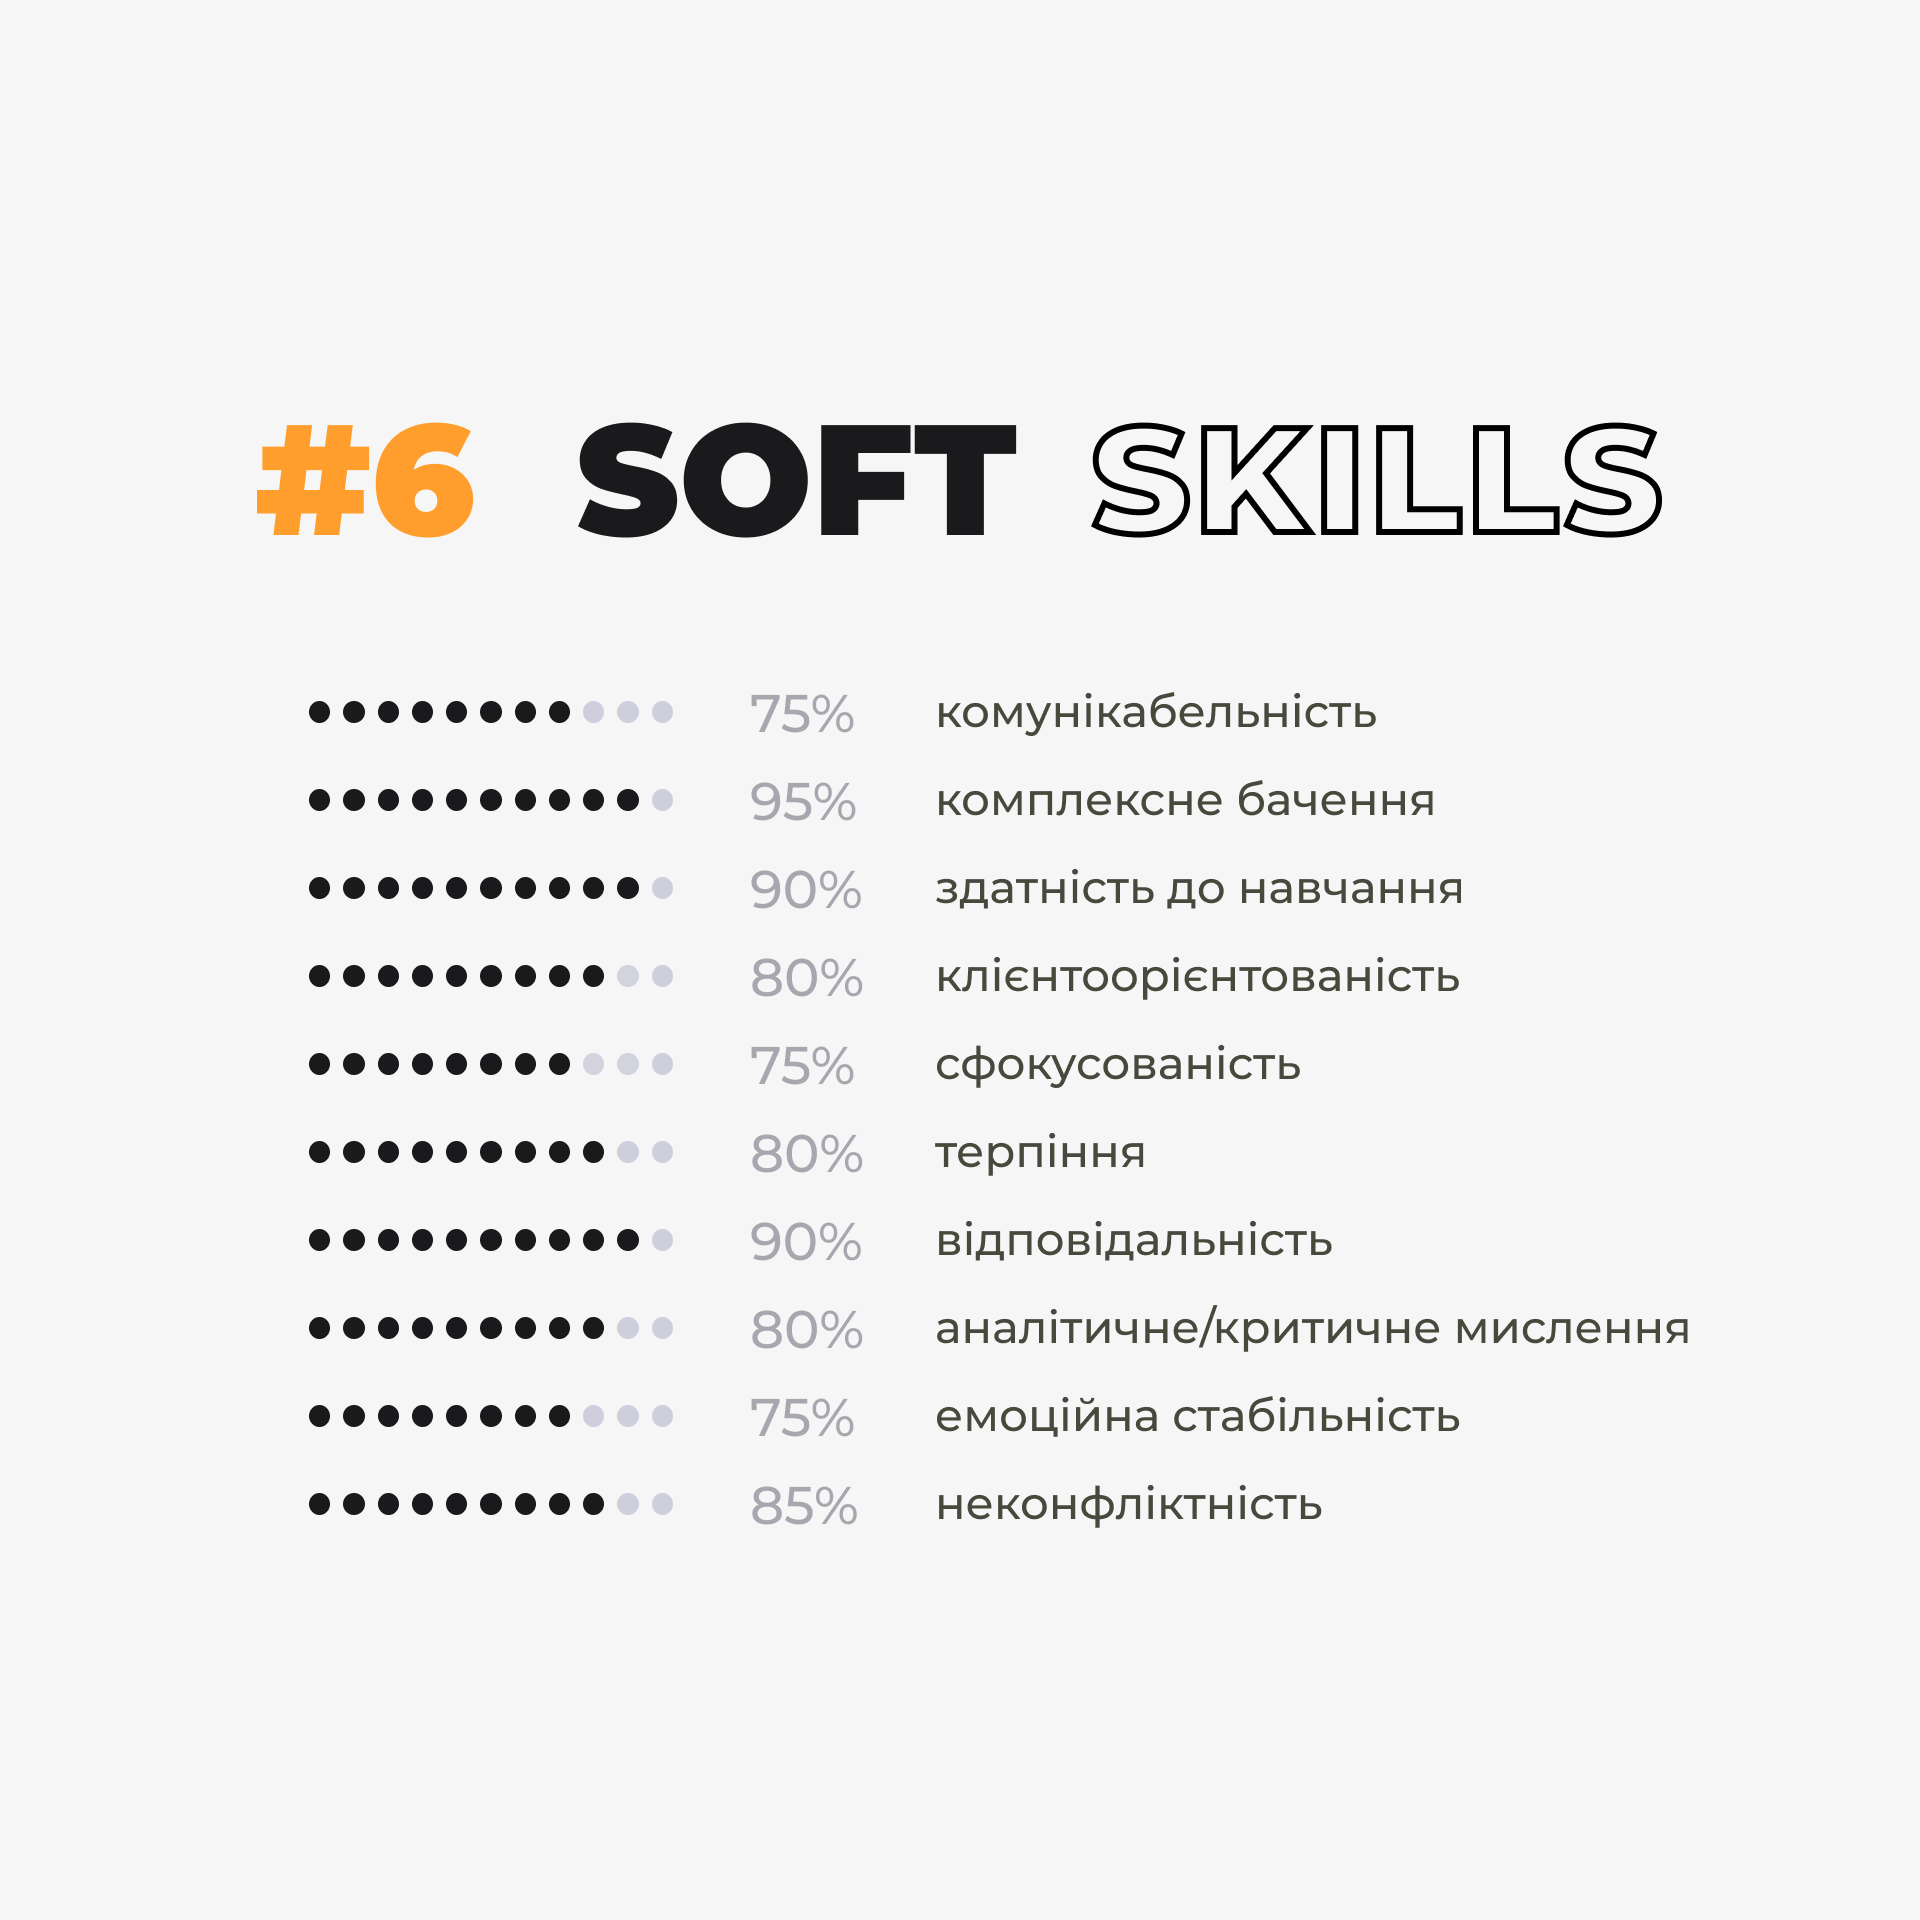 #6 SOFT SKILLS
75% комунікабельність
95% комплексне бачення
90% здатність до навчання
80% клієнтоорієнтованість
75% сфокусованість
80% терпіння
90% відповідальність
80% аналітичне/критичне мислення
75% емоційна стабільність
85% неконфліктність